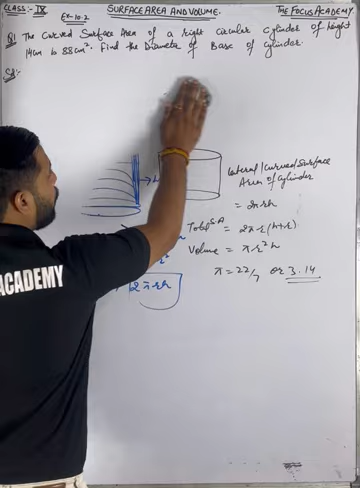 CLASS:- IX
SURFACE AREA AND VOLUME.
THE FOCUS ACADEMY
Ex-10.2
Q1 The Curved Surface Area of a right circular cylinder of height
14cm is 88cm². Find the Diameter of Base of cylinder.
Sol:-
Lateral/Curved Surface
Area of Cylinder
= 2πrh
Total S.A = 2πr(h+r)
Volume = πr²h
π = 22/7 or 3.14
2πrh
ACADEMY